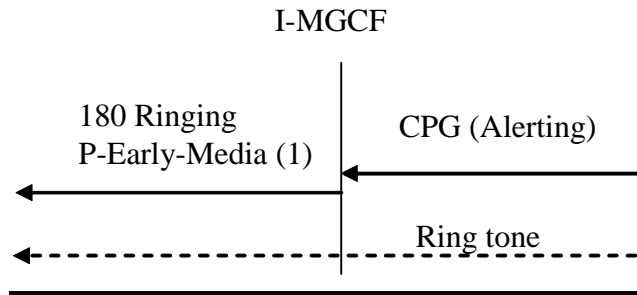 I-MGCF
180 Ringing
P-Early-Media (1)
CPG (Alerting)
Ring tone